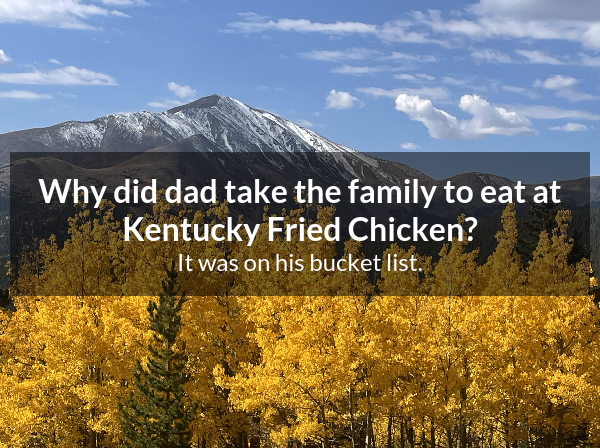 Why did dad take the family to eat at
Kentucky Fried Chicken?
It was on his bucket list.